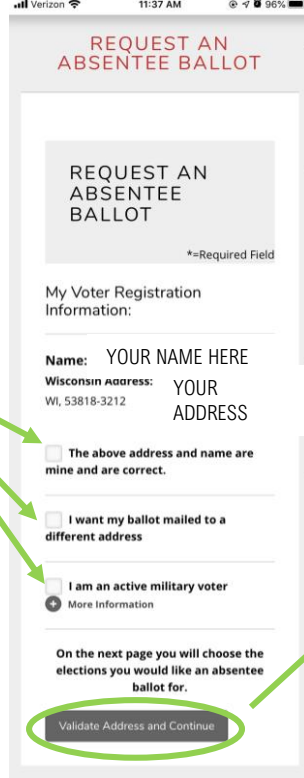 Verizon 11:37 AM 96%
REQUEST AN
ABSENTEE BALLOT
REQUEST AN
ABSENTEE
BALLOT
*=Required Field
My Voter Registration
Information:
Name: YOUR NAME HERE
Wisconsin Address: YOUR
WI, 53818-3212 ADDRESS
The above address and name are
mine and are correct.
I want my ballot mailed to a
different address
I am an active military voter
More Information
On the next page you will choose the
elections you would like an absentee
ballot for.
Validate Address and Continue